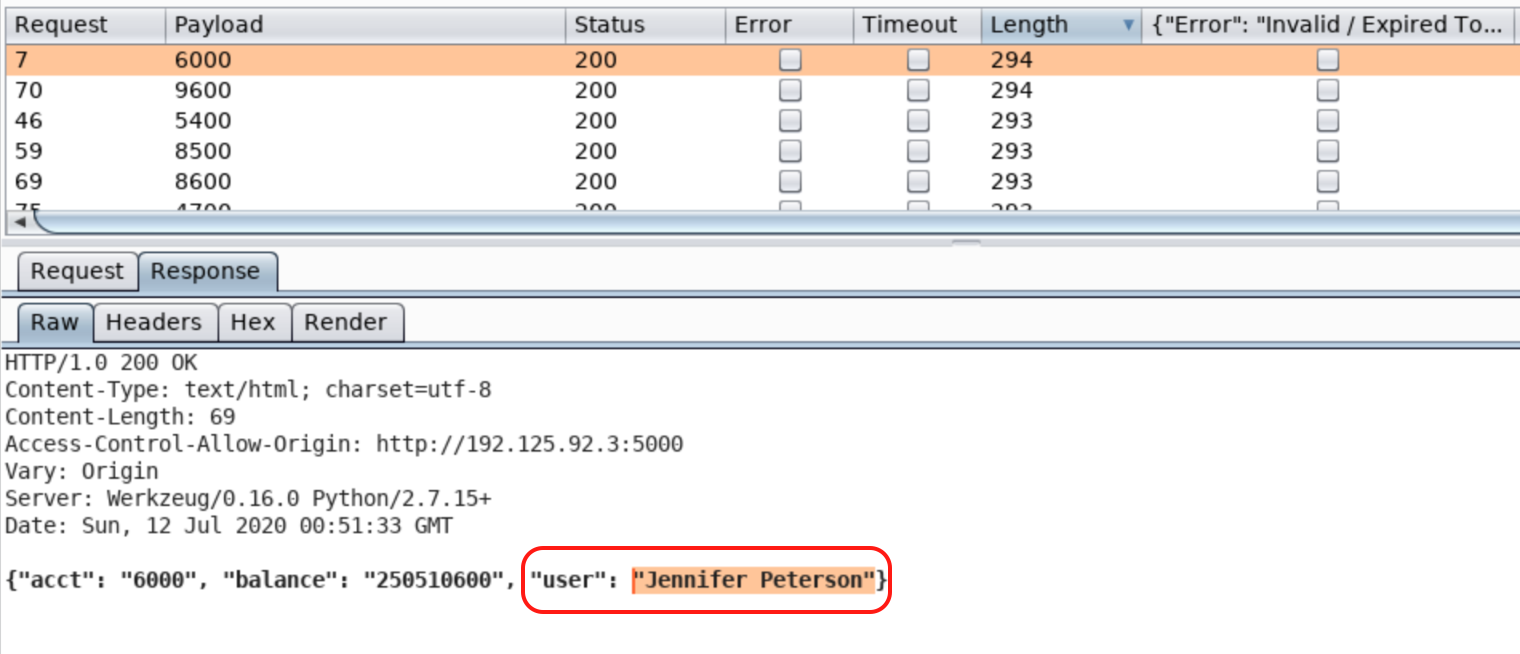 Request Payload Status Error Timeout Length {"Error": "Invalid / Expired To...
7 6000 200 294
70 9600 200 294
46 5400 200 293
59 8500 200 293
69 8600 200 293
75 4700 200 293
Request Response
Raw Headers Hex Render
HTTP/1.0 200 OK
Content-Type: text/html; charset=utf-8
Content-Length: 69
Access-Control-Allow-Origin: http://192.125.92.3:5000
Vary: Origin
Server: Werkzeug/0.16.0 Python/2.7.15+
Date: Sun, 12 Jul 2020 00:51:33 GMT
{"acct": "6000", "balance": "250510600", "user": "Jennifer Peterson"}